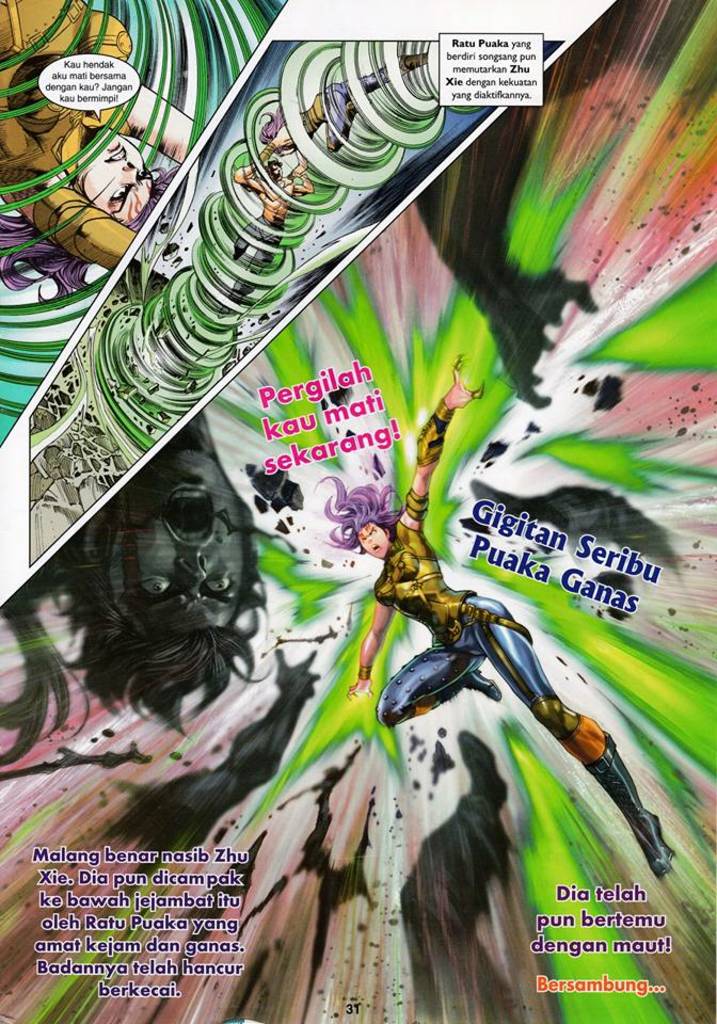 Kau hendak
aku mati bersama
dengan kau? Jangan
kau bermimpi!
Ratu Puaka yang
berdiri songsang pun
memutarkan Zhu
Xie dengan kekuatan
yang diaktifkannya.
Pergilah
kau mati
sekarang!
Gigitan Seribu
Puaka Ganas
Malang benar nasib Zhu
Xie. Dia pun dicampak
ke bawah jejambat itu
oleh Ratu Puaka yang
amat kejam dan ganas.
Badannya telah hancur
berkecai.
Dia telah
pun bertemu
dengan maut!
Bersambung...
31